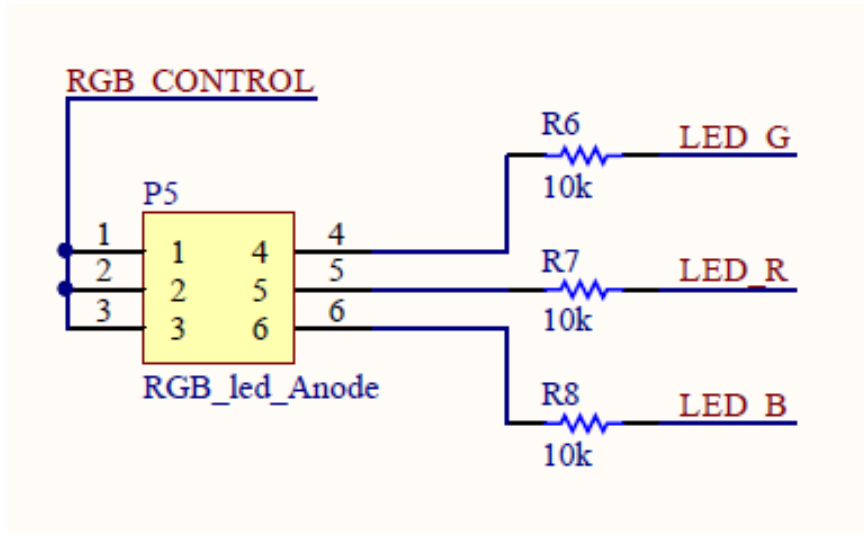 RGB_CONTROL
R6
LED_G
10k
P5
1 1 4 4
2 2 5 5
3 3 6 6
RGB_led_Anode
R7
LED_R
10k
R8
LED_B
10k